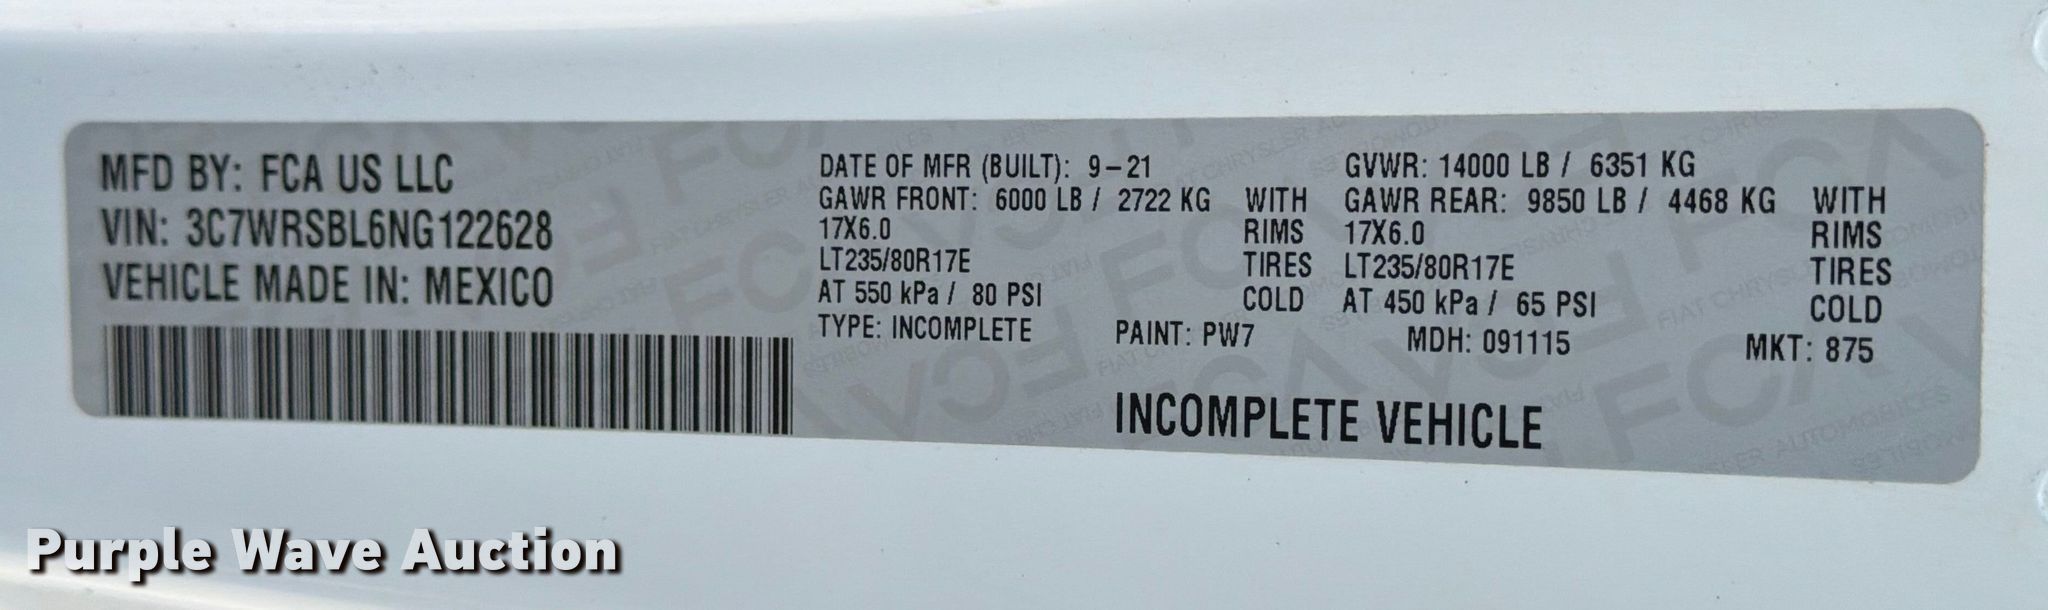 MFD BY: FCA US LLC
VIN: 3C7WRSBL6NG122628
VEHICLE MADE IN: MEXICO
DATE OF MFR (BUILT): 9-21 GVWR: 14000 LB / 6351 KG
GAWR FRONT: 6000 LB / 2722 KG WITH GAWR REAR: 9850 LB / 4468 KG WITH
17X6.0 RIMS 17X6.0 RIMS
LT235/80R17E TIRES LT235/80R17E TIRES
AT 550 kPa / 80 PSI COLD AT 450 kPa / 65 PSI COLD
TYPE: INCOMPLETE PAINT: PW7 MDH: 091115 MKT: 875
INCOMPLETE VEHICLE
Purple Wave Auction